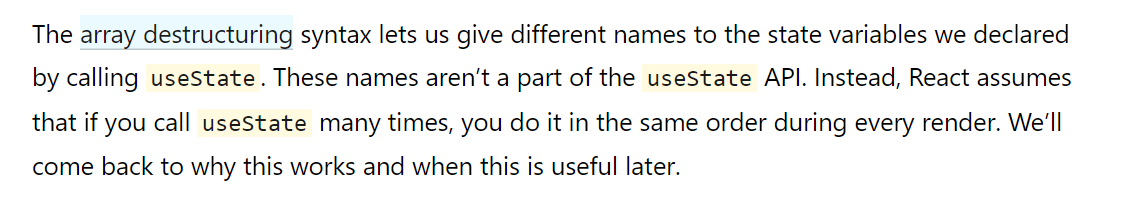 The array destructuring syntax lets us give different names to the state variables we declared
by calling useState. These names aren’t a part of the useState API. Instead, React assumes
that if you call useState many times, you do it in the same order during every render. We’ll
come back to why this works and when this is useful later.